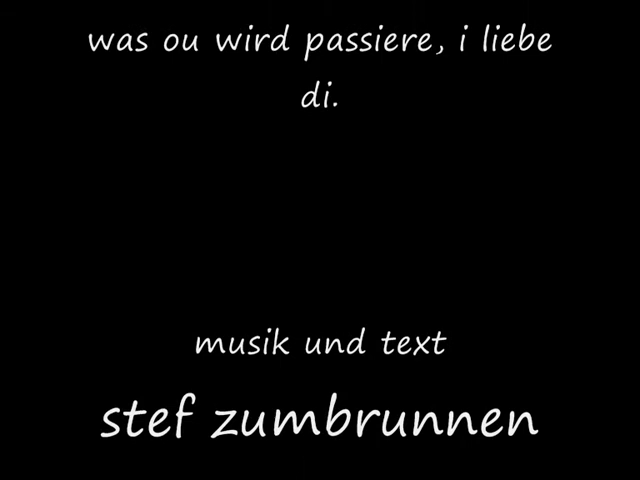 was ou wird passiere, i liebe
di.
musik und text
stef zumbrunnen